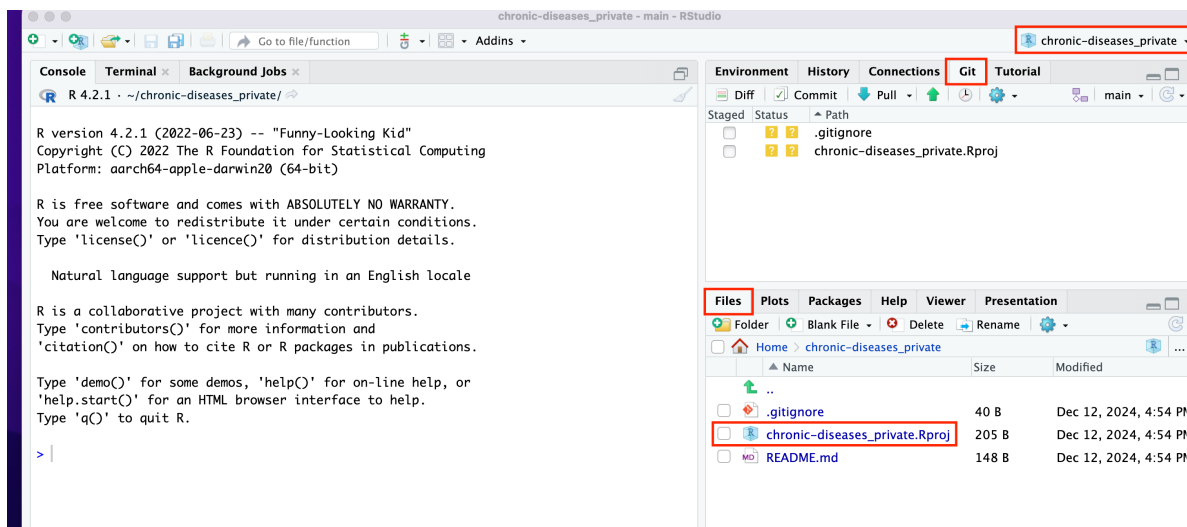 chronic-diseases_private - main - RStudio
Go to file/function Addins chronic-diseases_private
Console Terminal Background Jobs
R 4.2.1 · ~/chronic-diseases_private/
R version 4.2.1 (2022-06-23) -- "Funny-Looking Kid"
Copyright (C) 2022 The R Foundation for Statistical Computing
Platform: aarch64-apple-darwin20 (64-bit)
R is free software and comes with ABSOLUTELY NO WARRANTY.
You are welcome to redistribute it under certain conditions.
Type 'license()' or 'licence()' for distribution details.
Natural language support but running in an English locale
R is a collaborative project with many contributors.
Type 'contributors()' for more information and
'citation()' on how to cite R or R packages in publications.
Type 'demo()' for some demos, 'help()' for on-line help, or
'help.start()' for an HTML browser interface to help.
Type 'q()' to quit R.
>
Environment History Connections Git Tutorial
Diff Commit Pull main
Staged Status Path
? ? .gitignore
? ? chronic-diseases_private.Rproj
Files Plots Packages Help Viewer Presentation
Folder Blank File Delete Rename
Home > chronic-diseases_private ...
Name Size Modified
..
.gitignore 40 B Dec 12, 2024, 4:54 PM
chronic-diseases_private.Rproj 205 B Dec 12, 2024, 4:54 PM
MD README.md 148 B Dec 12, 2024, 4:54 PM